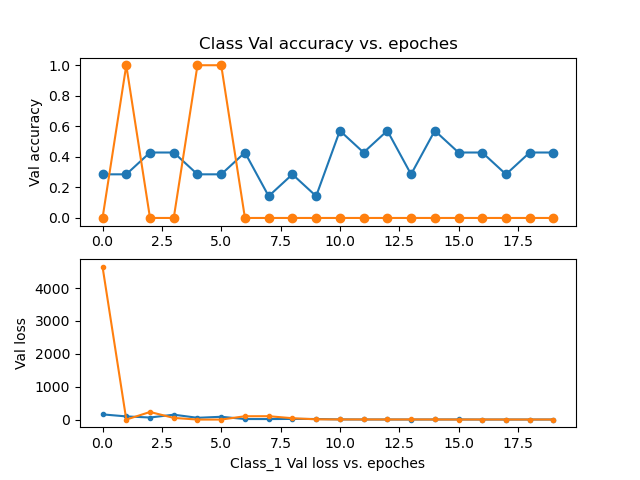 Class Val accuracy vs. epoches
Val accuracy
1.0
0.8
0.6
0.4
0.2
0.0
0.0 2.5 5.0 7.5 10.0 12.5 15.0 17.5
Val loss
4000
3000
2000
1000
0
0.0 2.5 5.0 7.5 10.0 12.5 15.0 17.5
Class_1 Val loss vs. epoches